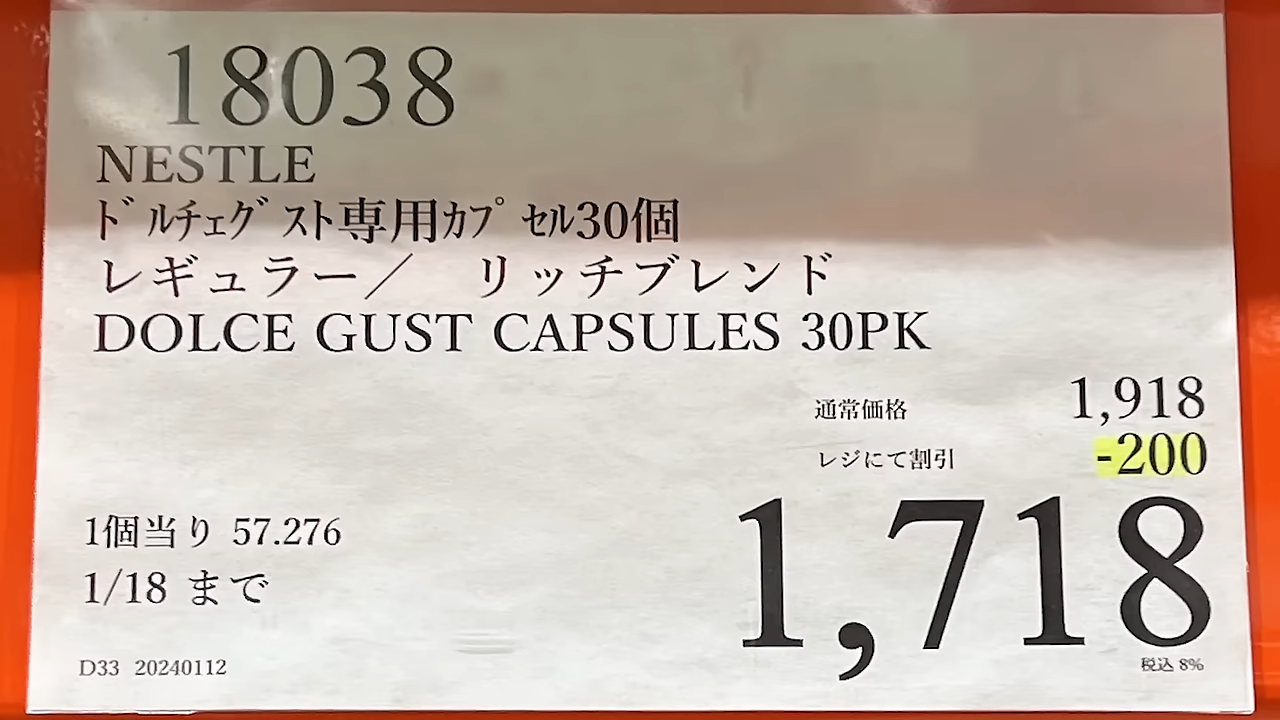 18038
NESTLE
ﾄﾞﾙﾁｪｸﾞｽﾄ専用ｶﾌﾟｾﾙ30個
レギュラー／　リッチブレンド
DOLCE GUST CAPSULES 30PK
通常価格 1,918
レジにて割引 -200
1,718
1個当り 57.276
1/18 まで
D33 20240112
税込 8%